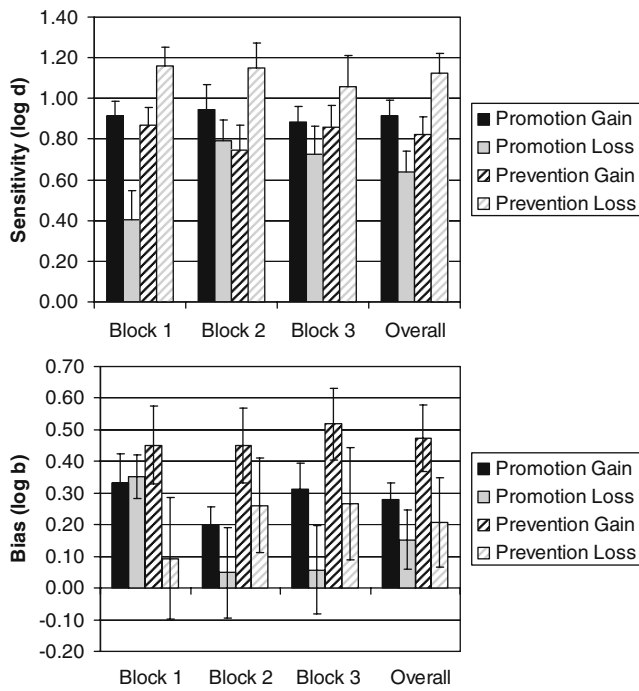 1.40
1.20
1.00
0.80
0.60
0.40
0.20
0.00
Sensitivity (log d)
Block 1 Block 2 Block 3 Overall
Promotion Gain
Promotion Loss
Prevention Gain
Prevention Loss
0.70
0.60
0.50
0.40
0.30
0.20
0.10
0.00
-0.10
-0.20
Bias (log b)
Block 1 Block 2 Block 3 Overall
Promotion Gain
Promotion Loss
Prevention Gain
Prevention Loss